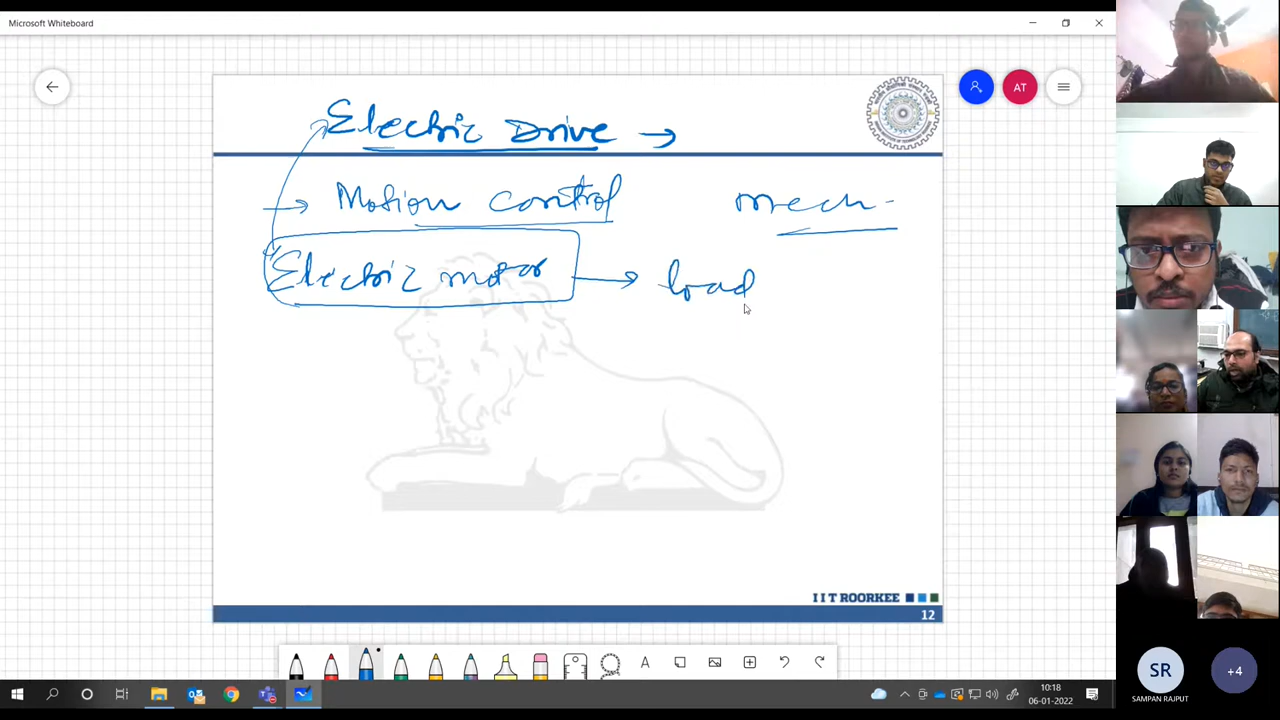 Microsoft Whiteboard
AT
Electric Drive →
→ Motion control
mech.
Electric motor → load
IIT ROORKEE
12
A
10:18
06-01-2022
SR
+4
SAMPAN RAJPUT